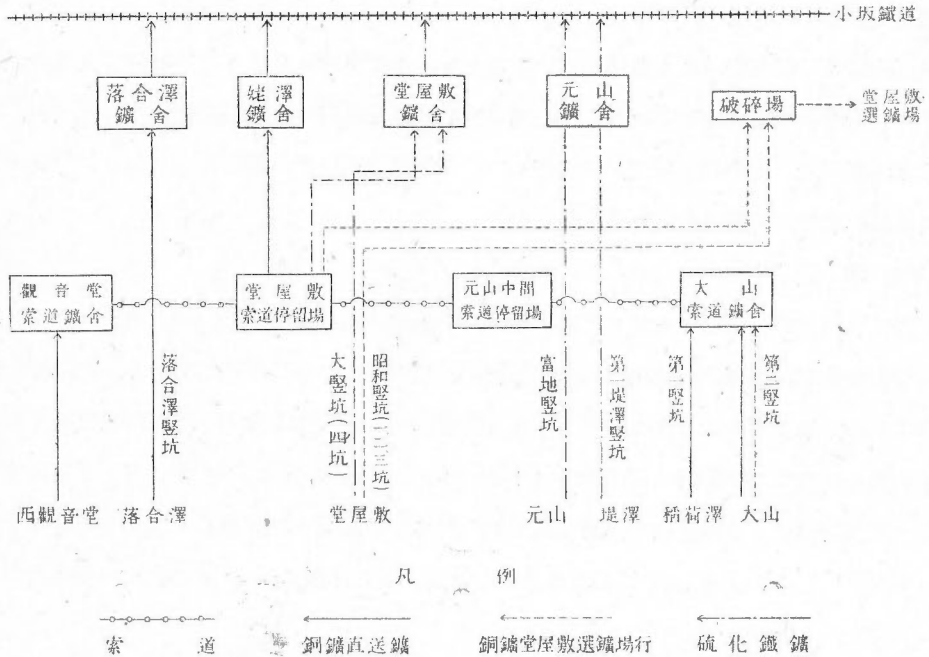 小坂鐵道
落合澤
鑛舍
姥澤
鑛舍
堂屋敷
鑛舍
元山
鑛舍
破碎場
堂屋敷
選鑛場
觀音堂
索道鑛舍
堂屋敷
索道停留場
元山中間
索道停留場
大山
索道鑛舍
落合澤竪坑
大竪坑(四坑)
昭和竪坑(一二三坑)
富地竪坑
第一堤澤竪坑
第一竪坑
第二竪坑
西觀音堂
落合澤
堂屋敷
元山
堤澤
稻荷澤
大山
凡例
索道
銅鑛直送鑛
銅鑛堂屋敷選鑛場行
硫化鐵鑛